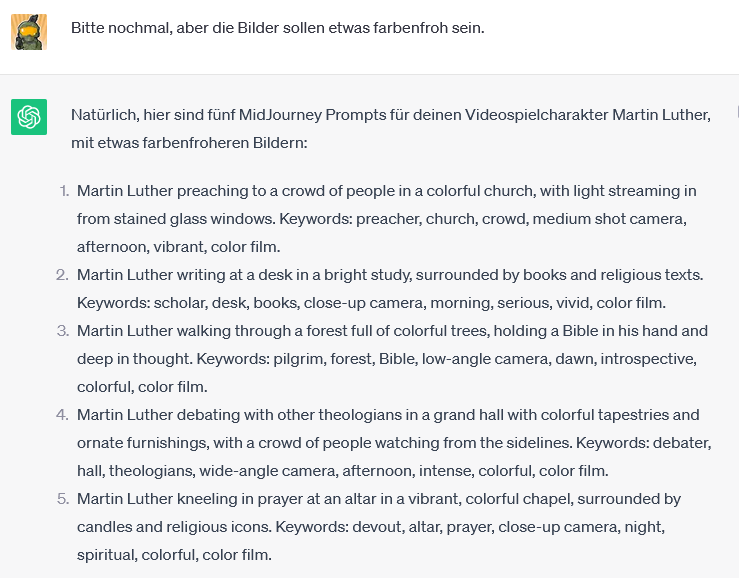 Bitte nochmal, aber die Bilder sollen etwas farbenfroh sein.
Natürlich, hier sind fünf MidJourney Prompts für deinen Videospielcharakter Martin Luther,
mit etwas farbenfroheren Bildern:
1. Martin Luther preaching to a crowd of people in a colorful church, with light streaming in
from stained glass windows. Keywords: preacher, church, crowd, medium shot camera,
afternoon, vibrant, color film.
2. Martin Luther writing at a desk in a bright study, surrounded by books and religious texts.
Keywords: scholar, desk, books, close-up camera, morning, serious, vivid, color film.
3. Martin Luther walking through a forest full of colorful trees, holding a Bible in his hand and
deep in thought. Keywords: pilgrim, forest, Bible, low-angle camera, dawn, introspective,
colorful, color film.
4. Martin Luther debating with other theologians in a grand hall with colorful tapestries and
ornate furnishings, with a crowd of people watching from the sidelines. Keywords: debater,
hall, theologians, wide-angle camera, afternoon, intense, colorful, color film.
5. Martin Luther kneeling in prayer at an altar in a vibrant, colorful chapel, surrounded by
candles and religious icons. Keywords: devout, altar, prayer, close-up camera, night,
spiritual, colorful, color film.